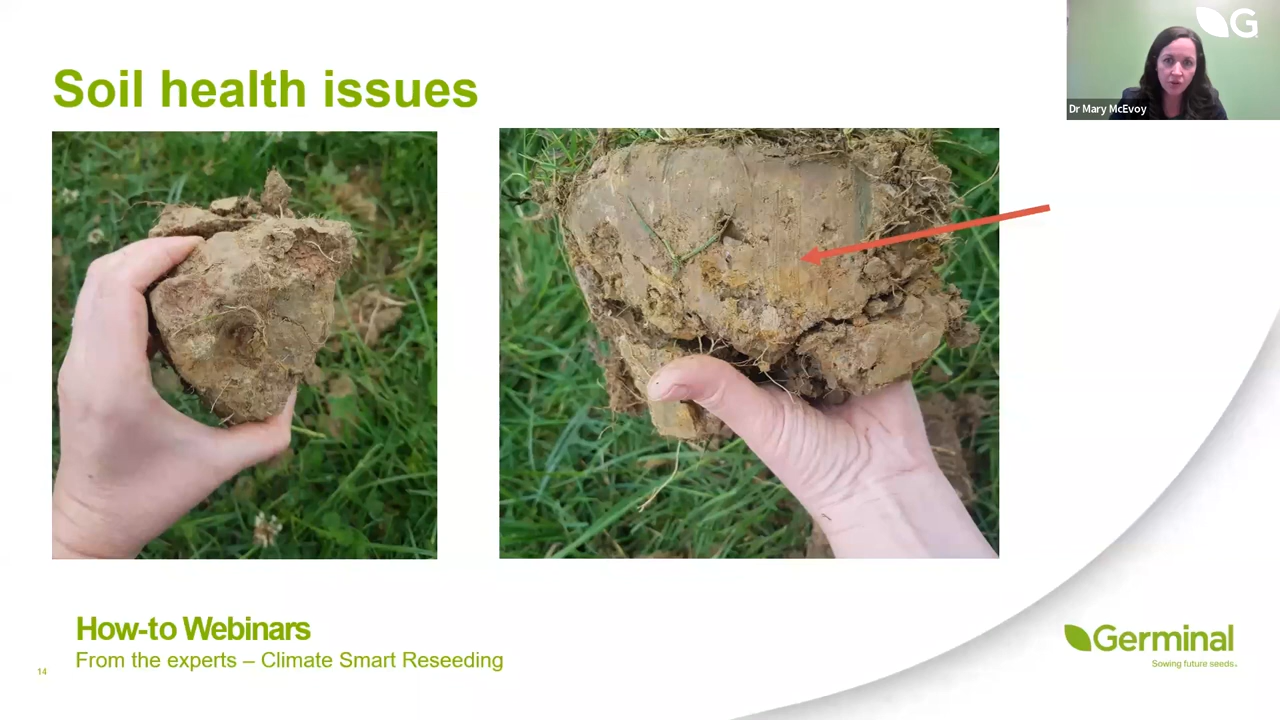 Soil health issues
G
Dr Mary McEvoy
How-to Webinars
From the experts – Climate Smart Reseeding
14
Germinal
Sowing future seeds.